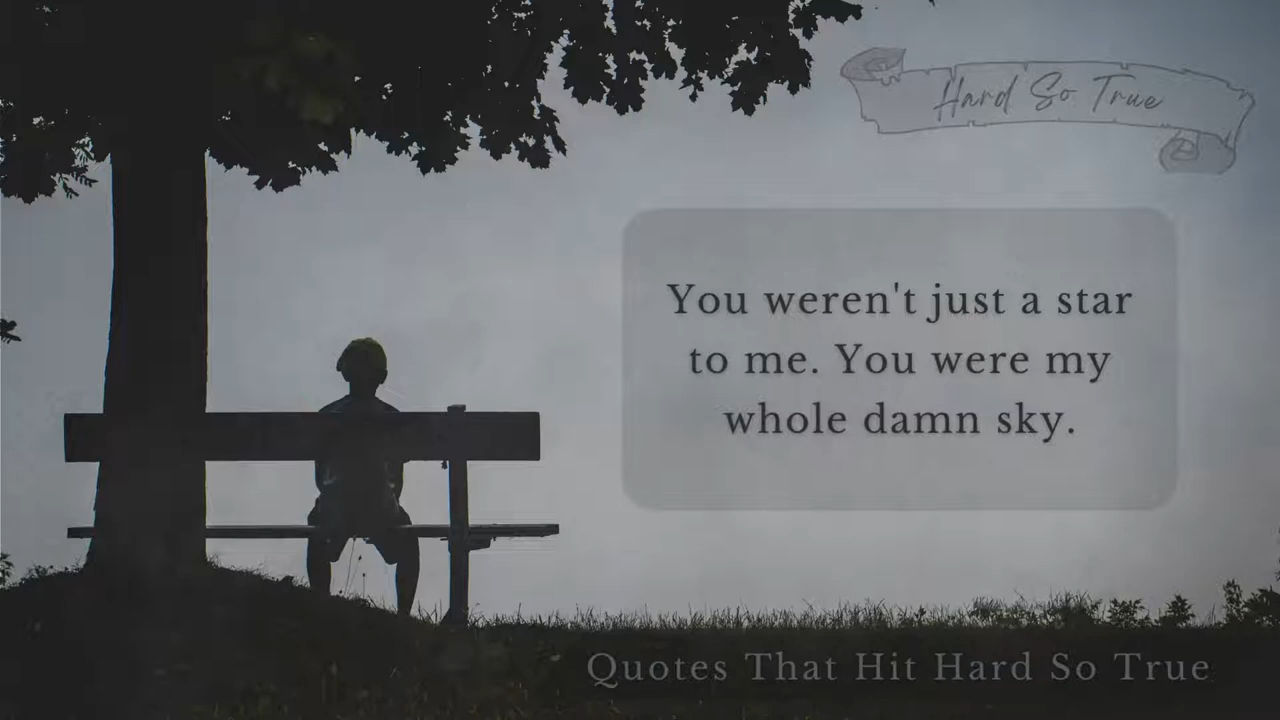 Hard So True
You weren't just a star
to me. You were my
whole damn sky.
Quotes That Hit Hard So True